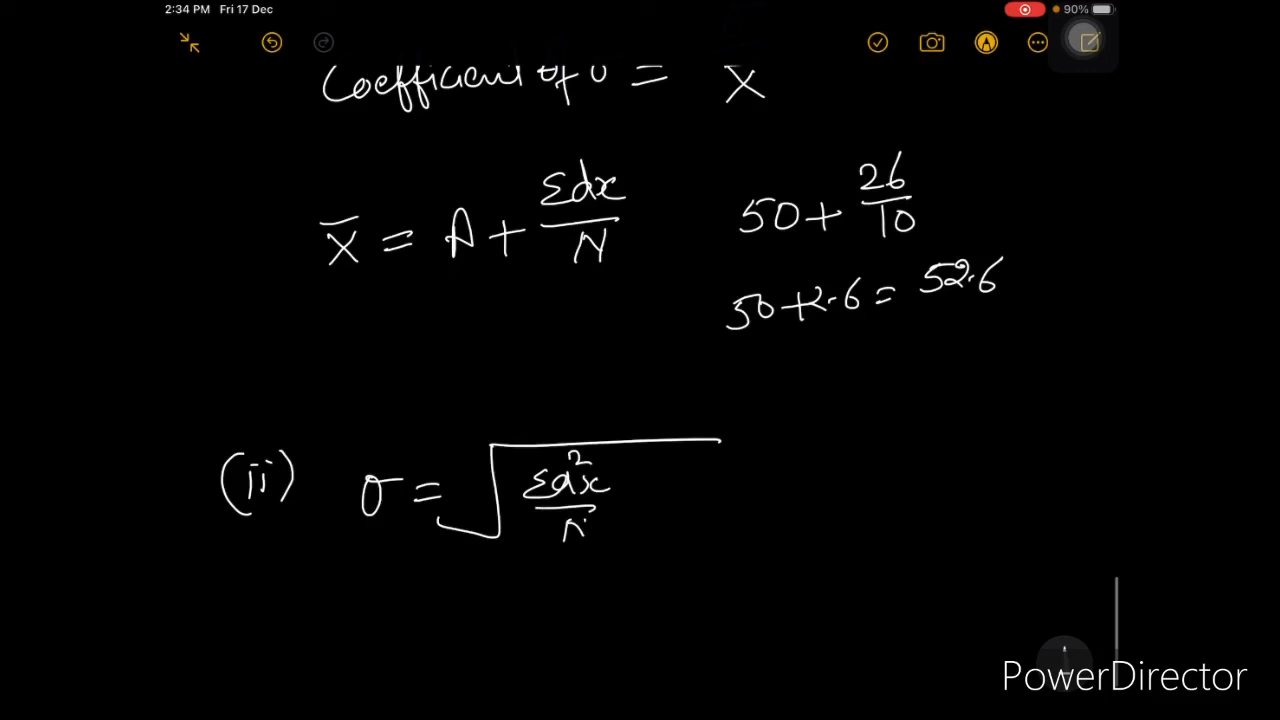 2:34 PM Fri 17 Dec
90%
Coefficient of σ = X
X̄ = A + Σdx/N
50 + 26/10
50 + 2.6 = 52.6
(ii) σ = √ Σd²x/N
PowerDirector